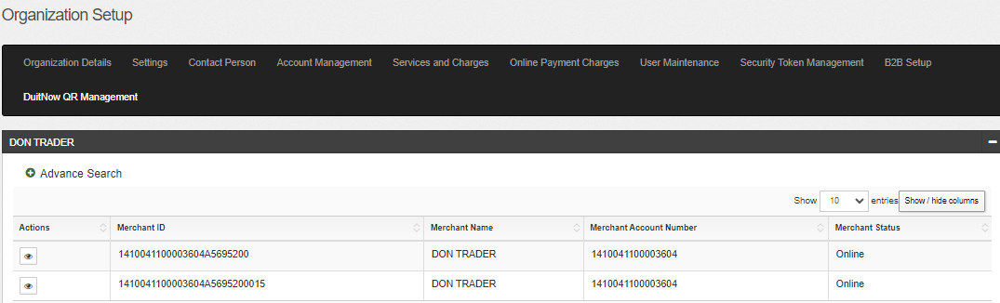 Organization Setup
Organization Details Settings Contact Person Account Management Services and Charges Online Payment Charges User Maintenance Security Token Management B2B Setup
DuitNow QR Management
DON TRADER
Advance Search
Show 10 entries Show / hide columns
Actions Merchant ID Merchant Name Merchant Account Number Merchant Status
1410041100003604A5695200 DON TRADER 1410041100003604 Online
1410041100003604A5695200015 DON TRADER 1410041100003604 Online